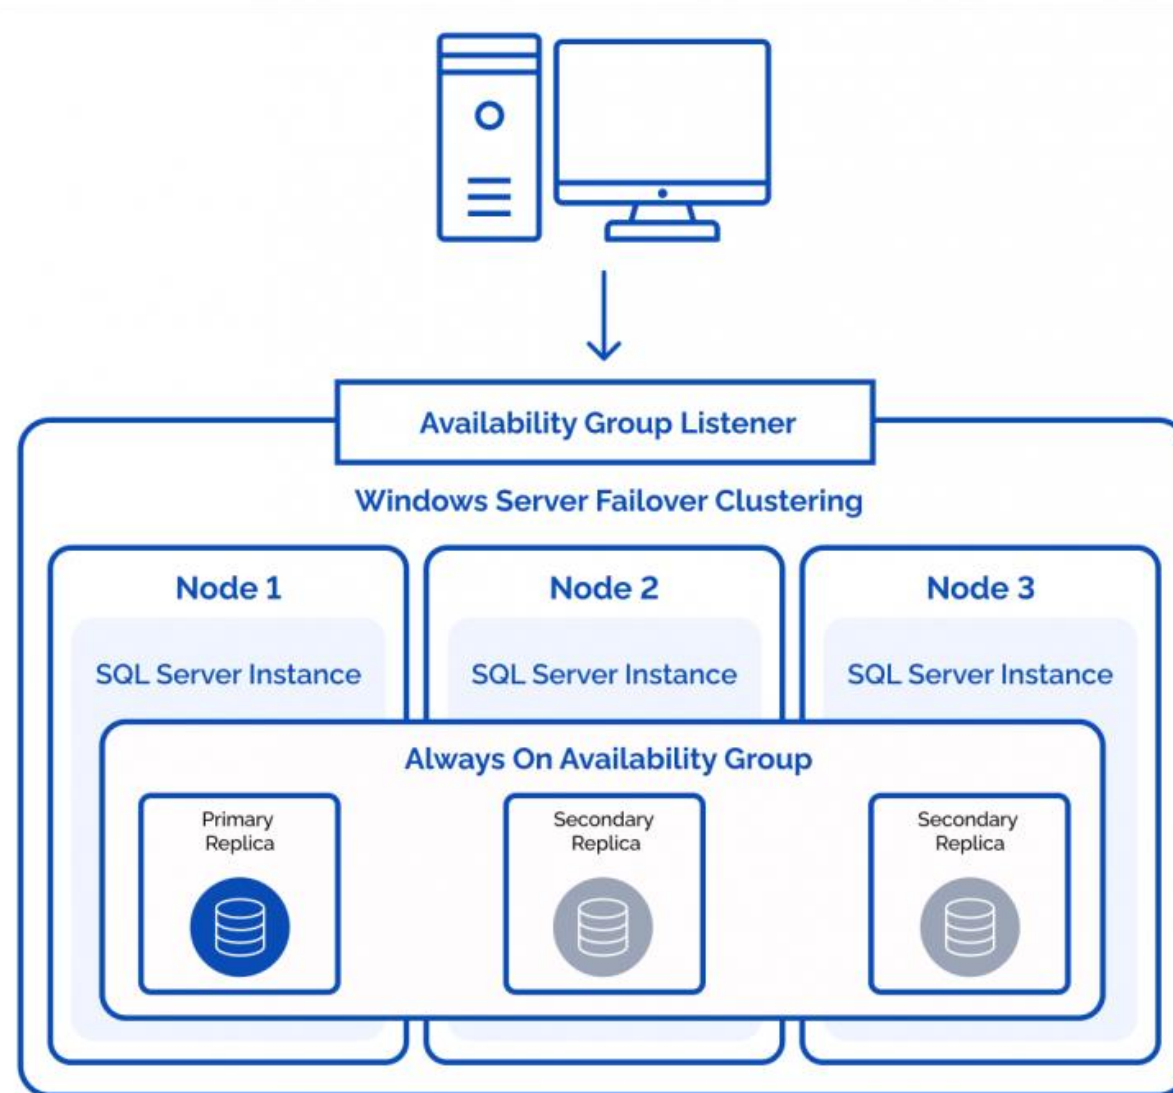 Availability Group Listener
Windows Server Failover Clustering
Node 1
Node 2
Node 3
SQL Server Instance
SQL Server Instance
SQL Server Instance
Always On Availability Group
Primary
Replica
Secondary
Replica
Secondary
Replica